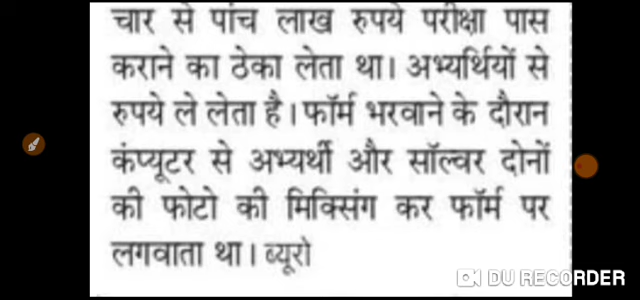 चार से पांच लाख रुपये परीक्षा पास
कराने का ठेका लेता था। अभ्यर्थियों से
रुपये ले लेता है। फॉर्म भरवाने के दौरान
कंप्यूटर से अभ्यर्थी और सॉल्वर दोनों
की फोटो की मिक्सिंग कर फॉर्म पर
लगवाता था। ब्यूरो
DU RECORDER